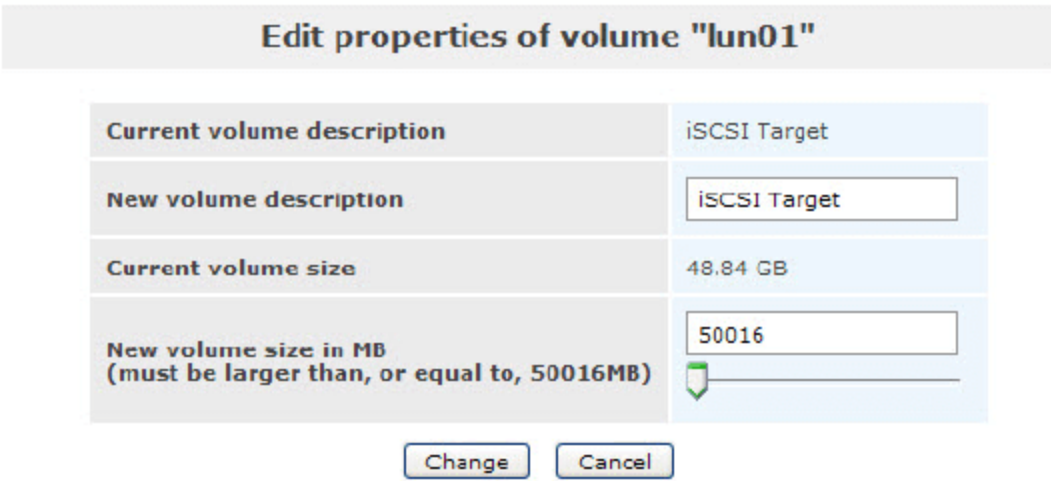 Edit properties of volume "lun01"
Current volume description iSCSI Target
New volume description iSCSI Target
Current volume size 48.84 GB
New volume size in MB
(must be larger than, or equal to, 50016MB) 50016
Change Cancel